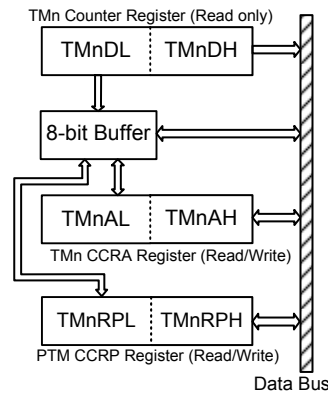 TMn Counter Register (Read only)
TMnDL TMnDH
8-bit Buffer
TMnAL TMnAH
TMn CCRA Register (Read/Write)
TMnRPL TMnRPH
PTM CCRP Register (Read/Write)
Data Bus